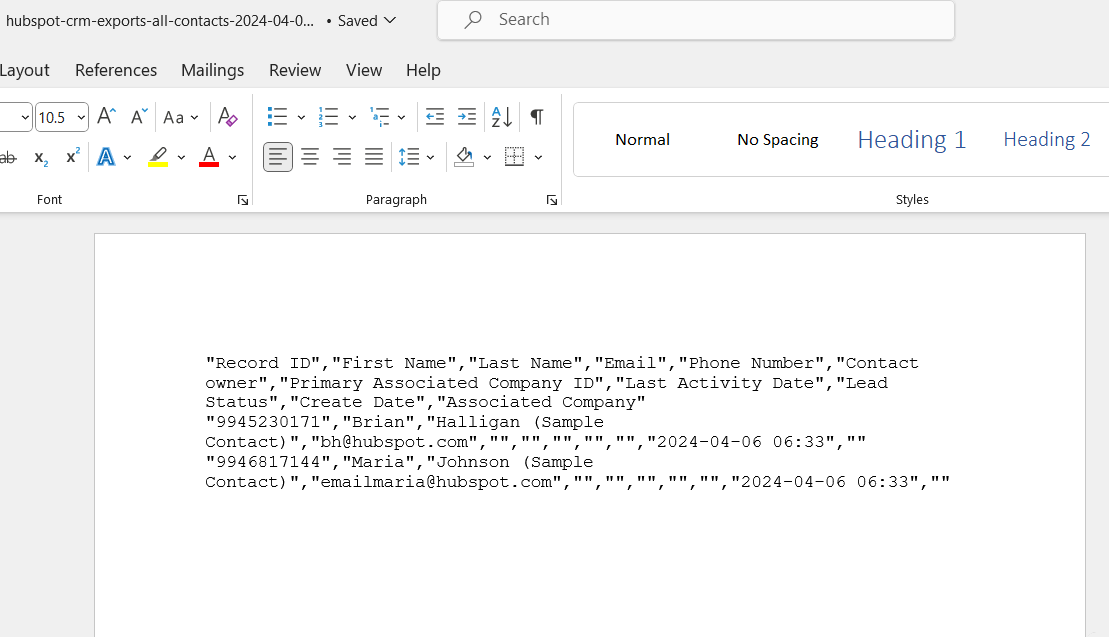 hubspot-crm-exports-all-contacts-2024-04-0... • Saved
Search
Layout References Mailings Review View Help
10.5 A A Aa A
ab x2 x2 A A
Font
Paragraph
Normal
No Spacing
Heading 1
Heading 2
Styles
"Record ID","First Name","Last Name","Email","Phone Number","Contact
owner","Primary Associated Company ID","Last Activity Date","Lead
Status","Create Date","Associated Company"
"9945230171","Brian","Halligan (Sample
Contact)","bh@hubspot.com","","","","","","2024-04-06 06:33",""
"9946817144","Maria","Johnson (Sample
Contact)","emailmaria@hubspot.com","","","","","","2024-04-06 06:33",""